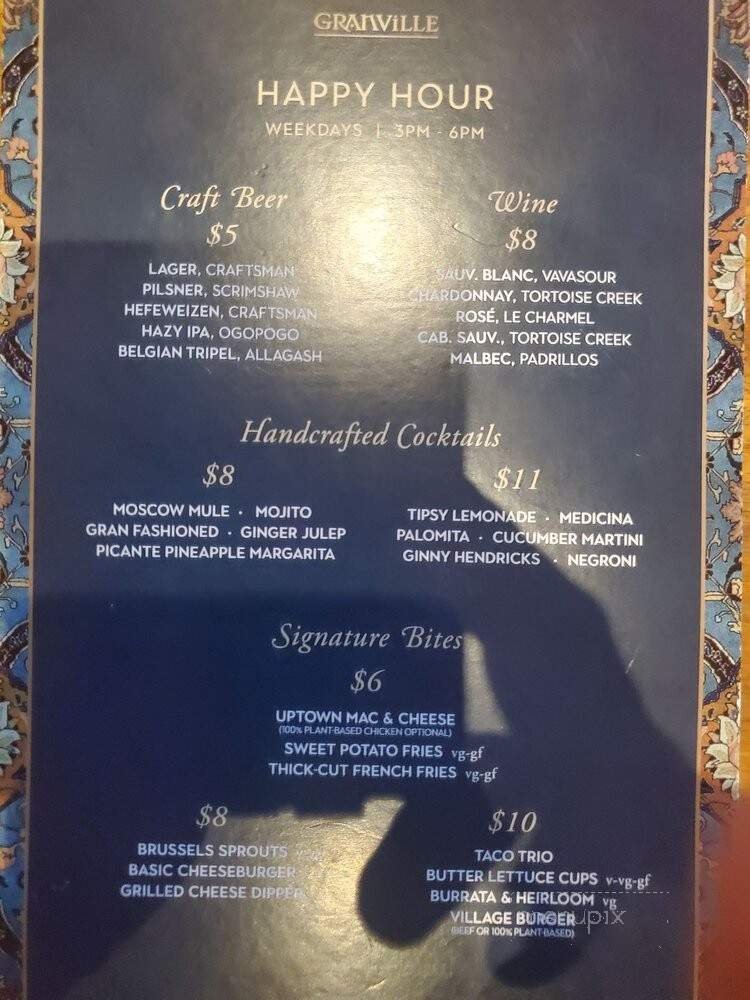 GRANVILLE
HAPPY HOUR
WEEKDAYS | 3PM - 6PM
Craft Beer
$5
LAGER, CRAFTSMAN
PILSNER, SCRIMSHAW
HEFEWEIZEN, CRAFTSMAN
HAZY IPA, OGOPOGO
BELGIAN TRIPEL, ALLAGASH
Wine
$8
SAUV. BLANC, VAVASOUR
CHARDONNAY, TORTOISE CREEK
ROSÉ, LE CHARMEL
CAB. SAUV., TORTOISE CREEK
MALBEC, PADRILLOS
Handcrafted Cocktails
$8
MOSCOW MULE · MOJITO
GRAN FASHIONED · GINGER JULEP
PICANTE PINEAPPLE MARGARITA
$11
TIPSY LEMONADE · MEDICINA
PALOMITA · CUCUMBER MARTINI
GINNY HENDRICKS · NEGRONI
Signature Bites
$6
UPTOWN MAC & CHEESE
(100% PLANT-BASED CHICKEN OPTIONAL)
SWEET POTATO FRIES vg-gf
THICK-CUT FRENCH FRIES vg-gf
$8
BRUSSELS SPROUTS
BASIC CHEESEBURGER
GRILLED CHEESE DIPPER
$10
TACO TRIO
BUTTER LETTUCE CUPS v-vg-gf
BURRATA & HEIRLOOM vg
VILLAGE BURGER
(BEEF OR 100% PLANT-BASED)
menupix